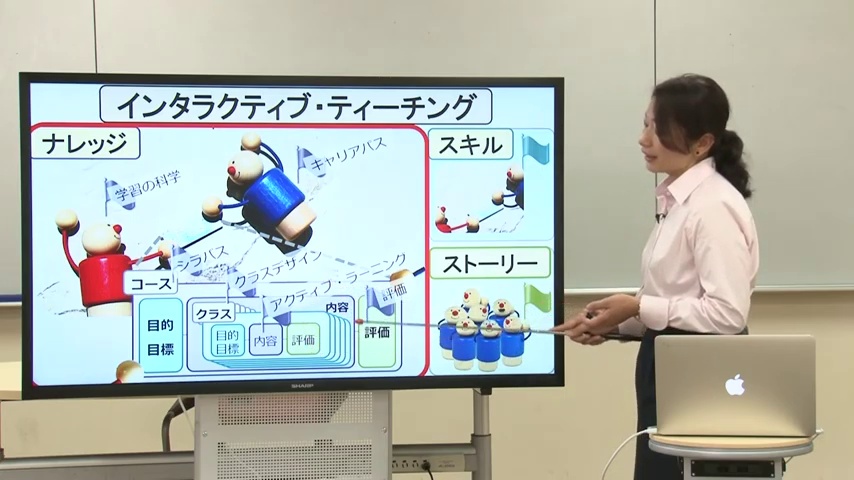 インタラクティブ・ティーチング
ナレッジ
スキル
キャリアパス
学習の科学
シラバス
クラスデザイン
アクティブ・ラーニング
評価
ストーリー
コース
クラス
内容
目的
目標
目的
目標
内容
評価
評価
SHARP